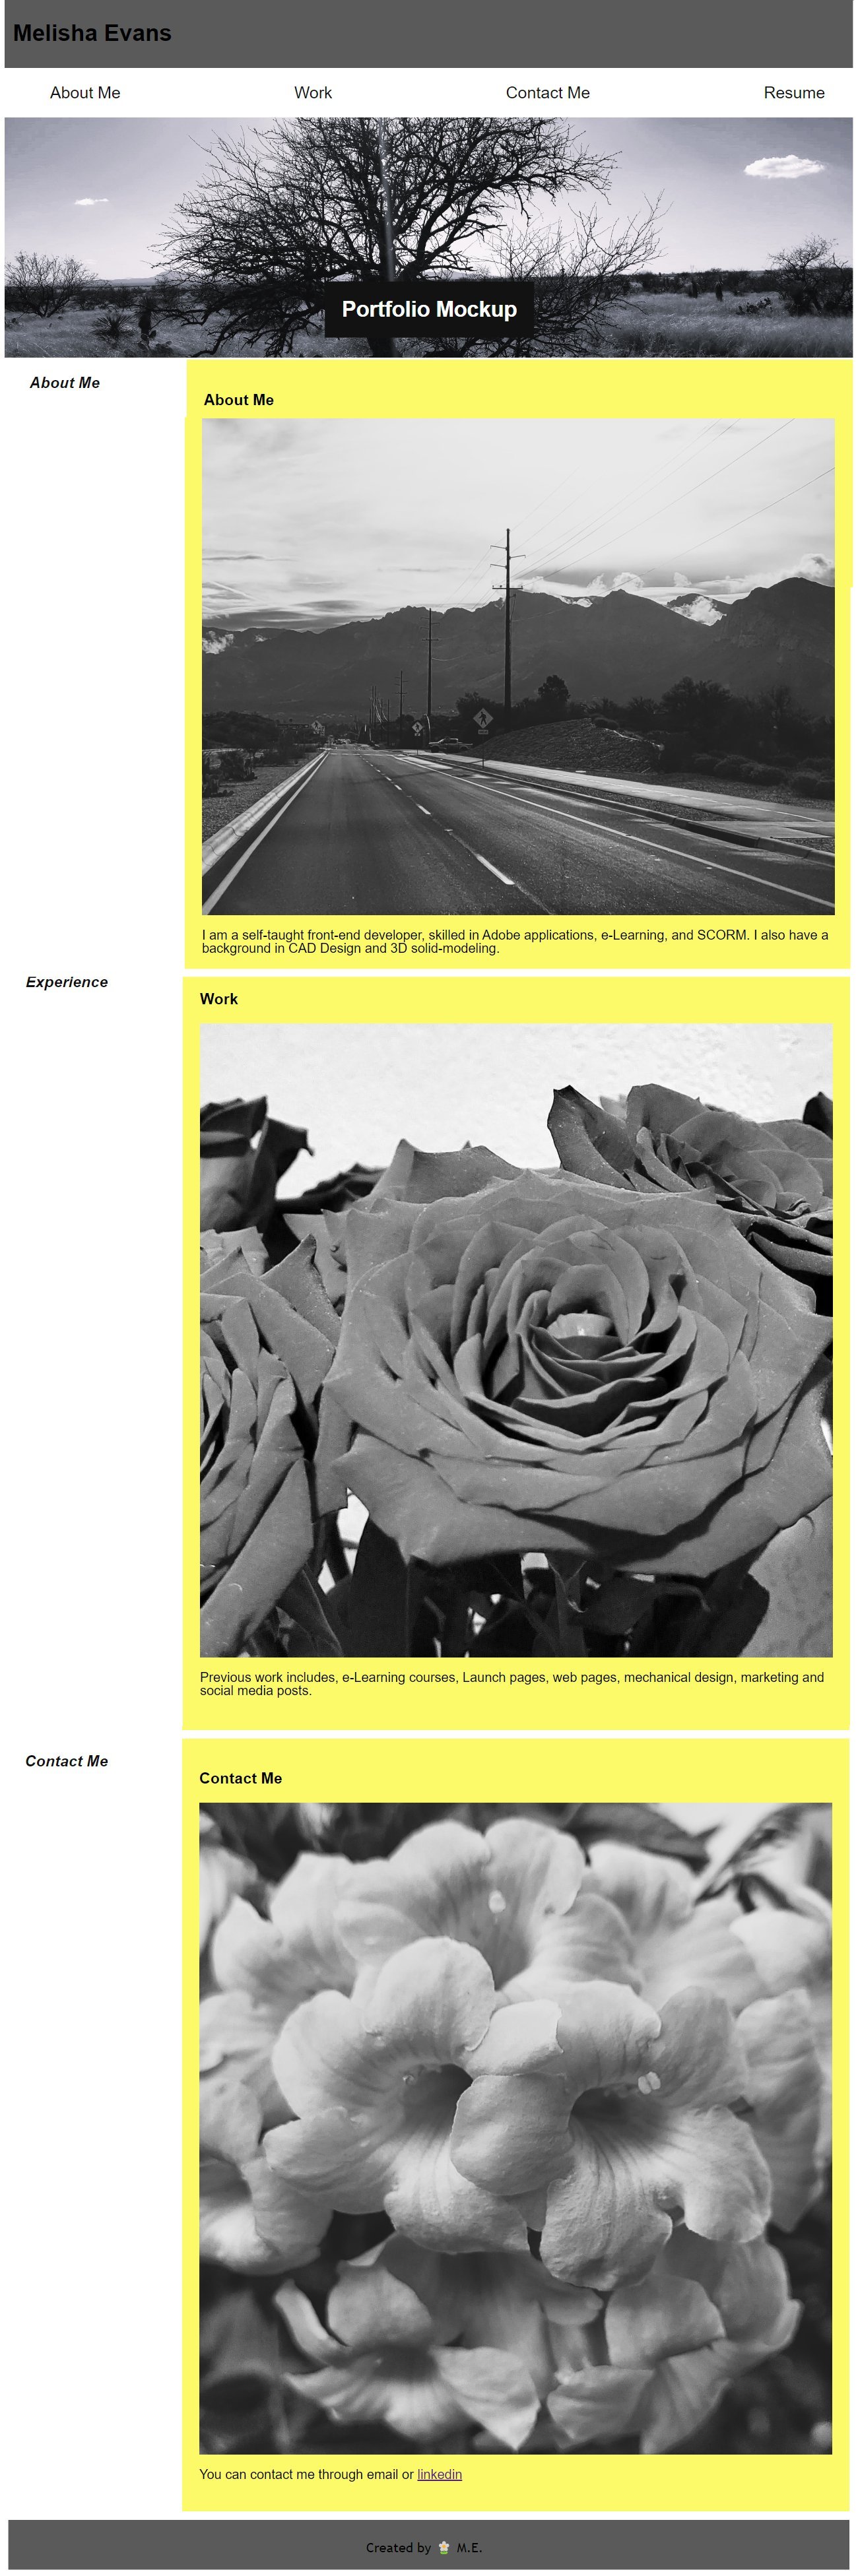 Melisha Evans
About Me Work Contact Me Resume
Portfolio Mockup
About Me
About Me
I am a self-taught front-end developer, skilled in Adobe applications, e-Learning, and SCORM. I also have a
background in CAD Design and 3D solid-modeling.
Experience
Work
Previous work includes, e-Learning courses, Launch pages, web pages, mechanical design, marketing and
social media posts.
Contact Me
Contact Me
You can contact me through email or linkedin
Created by M.E.